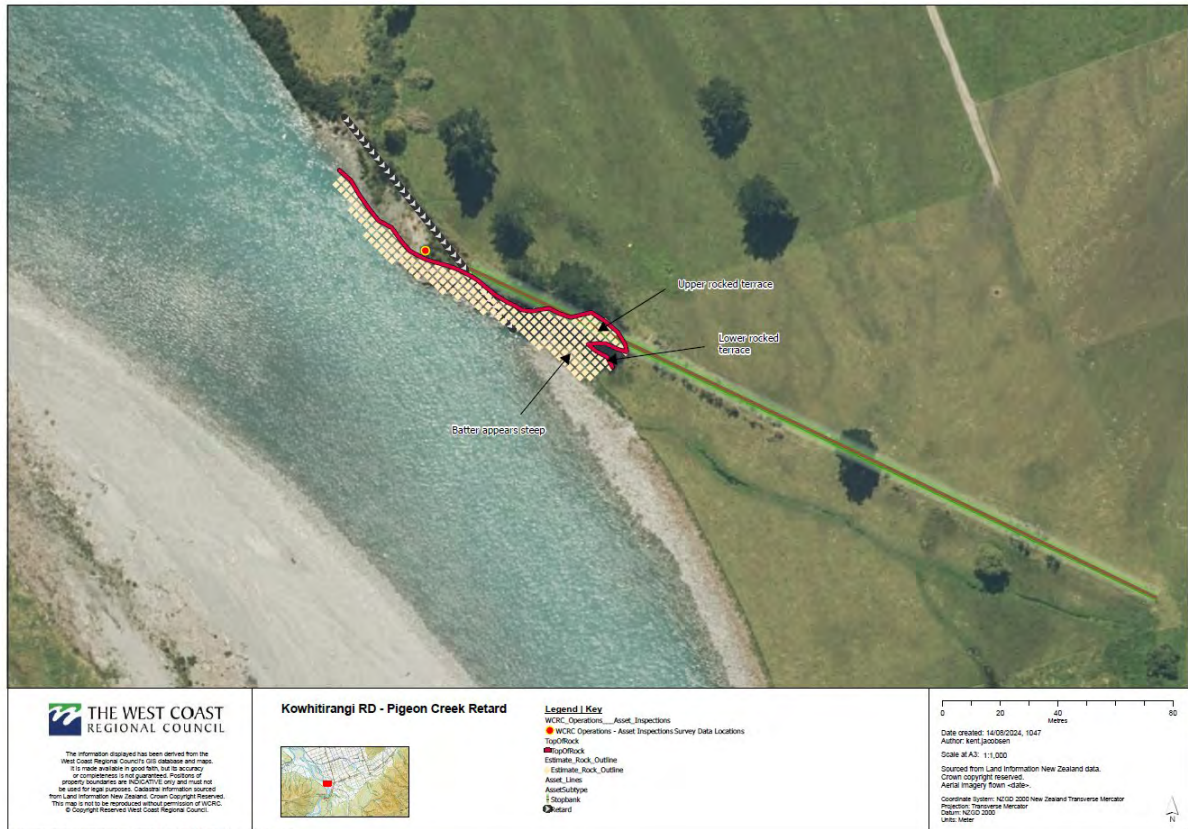 Upper rocked terrace
Lower rocked
terrace
Batter appears steep
THE WEST COAST
REGIONAL COUNCIL
The information displayed has been derived from the
West Coast Regional Council's GIS database and maps.
It is made available in good faith, but its accuracy
or completeness is not guaranteed. Positions of
property boundaries are INDICATIVE only and must not
be used for legal purposes. Cadastral information sourced
from Land Information New Zealand. Crown Copyright Reserved.
This map is not to be reproduced without permission of WCRC.
© Copyright Reserved West Coast Regional Council.
Kowhitirangi RD - Pigeon Creek Retard
Legend | Key
WCRC_Operations___Asset_Inspections
WCRC Operations - Asset Inspections Survey Data Locations
TopOfRock
TopOfRock
Estimate_Rock_Outline
Estimate_Rock_Outline
Asset_Lines
AssetSubtype
Stopbank
Retard
0 20 40 60 80
Metres
Date created: 14/08/2024, 1047
Author: kent.jacobsen
Scale at A3: 1:1,000
Sourced from Land Information New Zealand data.
Crown copyright reserved.
Aerial imagery flown <date>.
Coordinate System: NZGD 2000 New Zealand Transverse Mercator
Projection: Transverse Mercator
Datum: NZGD 2000
Units: Meter
N